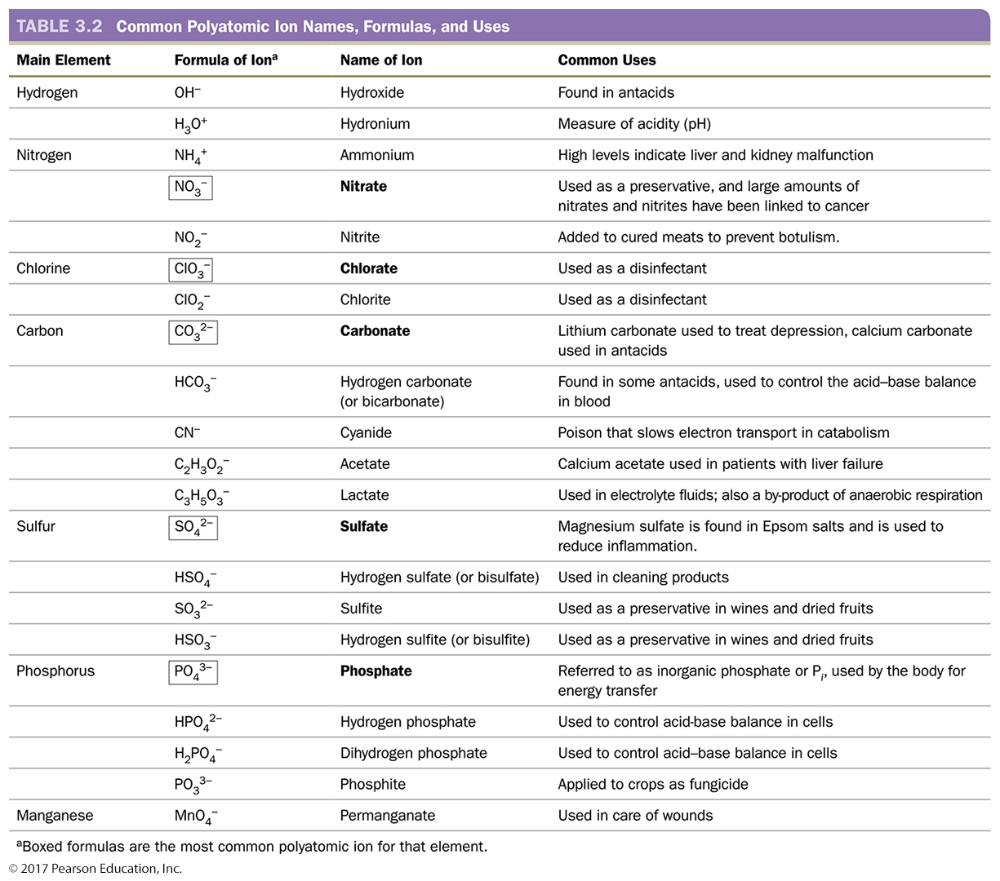 TABLE 3.2 Common Polyatomic Ion Names, Formulas, and Uses
Main Element Formula of Ionᵃ Name of Ion Common Uses
Hydrogen OH⁻ Hydroxide Found in antacids
H₃O⁺ Hydronium Measure of acidity (pH)
Nitrogen NH₄⁺ Ammonium High levels indicate liver and kidney malfunction
NO₃⁻ Nitrate Used as a preservative, and large amounts of
nitrates and nitrites have been linked to cancer
NO₂⁻ Nitrite Added to cured meats to prevent botulism.
Chlorine ClO₃⁻ Chlorate Used as a disinfectant
ClO₂⁻ Chlorite Used as a disinfectant
Carbon CO₃²⁻ Carbonate Lithium carbonate used to treat depression, calcium carbonate
used in antacids
HCO₃⁻ Hydrogen carbonate Found in some antacids, used to control the acid–base balance
(or bicarbonate) in blood
CN⁻ Cyanide Poison that slows electron transport in catabolism
C₂H₃O₂⁻ Acetate Calcium acetate used in patients with liver failure
C₃H₅O₃⁻ Lactate Used in electrolyte fluids; also a by-product of anaerobic respiration
Sulfur SO₄²⁻ Sulfate Magnesium sulfate is found in Epsom salts and is used to
reduce inflammation.
HSO₄⁻ Hydrogen sulfate (or bisulfate) Used in cleaning products
SO₃²⁻ Sulfite Used as a preservative in wines and dried fruits
HSO₃⁻ Hydrogen sulfite (or bisulfite) Used as a preservative in wines and dried fruits
Phosphorus PO₄³⁻ Phosphate Referred to as inorganic phosphate or Pᵢ, used by the body for
energy transfer
HPO₄²⁻ Hydrogen phosphate Used to control acid-base balance in cells
H₂PO₄⁻ Dihydrogen phosphate Used to control acid–base balance in cells
PO₃³⁻ Phosphite Applied to crops as fungicide
Manganese MnO₄⁻ Permanganate Used in care of wounds
ᵃBoxed formulas are the most common polyatomic ion for that element.
© 2017 Pearson Education, Inc.